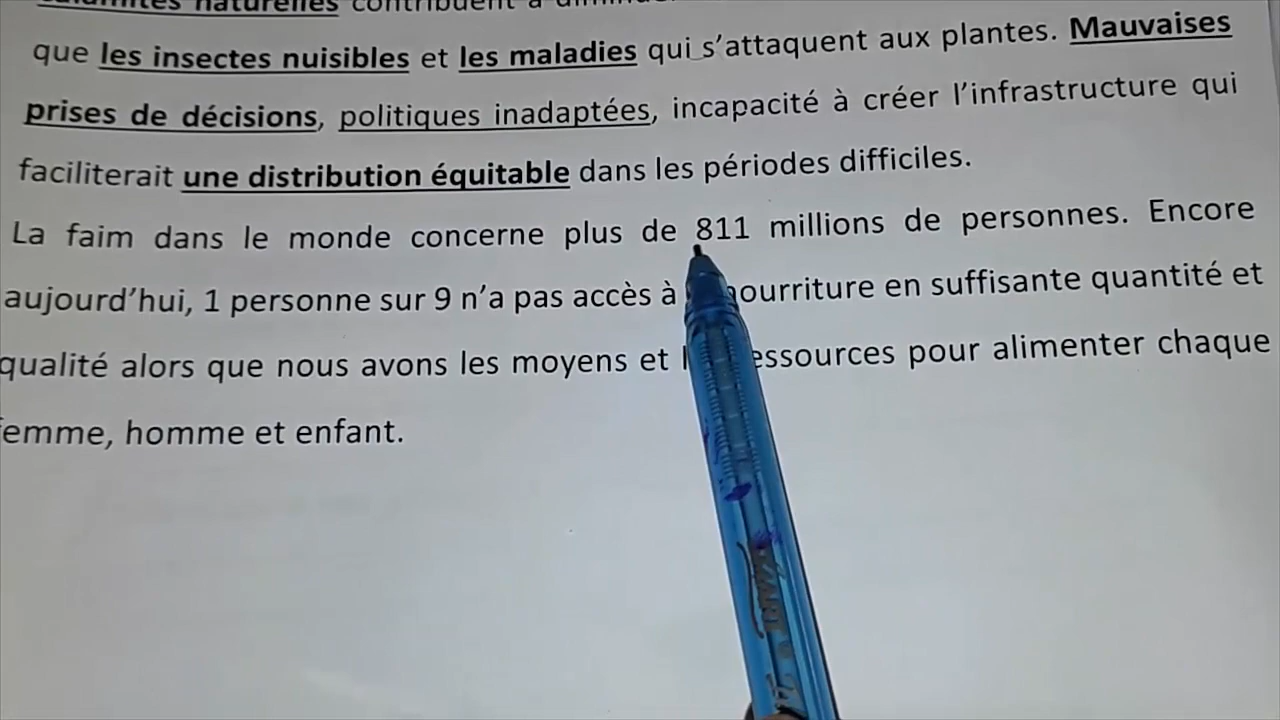 naturelles contribuent à
que les insectes nuisibles et les maladies qui s'attaquent aux plantes. Mauvaises
prises de décisions, politiques inadaptées, incapacité à créer l'infrastructure qui
faciliterait une distribution équitable dans les périodes difficiles.
La faim dans le monde concerne plus de 811 millions de personnes. Encore
aujourd'hui, 1 personne sur 9 n'a pas accès à nourriture en suffisante quantité et
qualité alors que nous avons les moyens et ressources pour alimenter chaque
femme, homme et enfant.